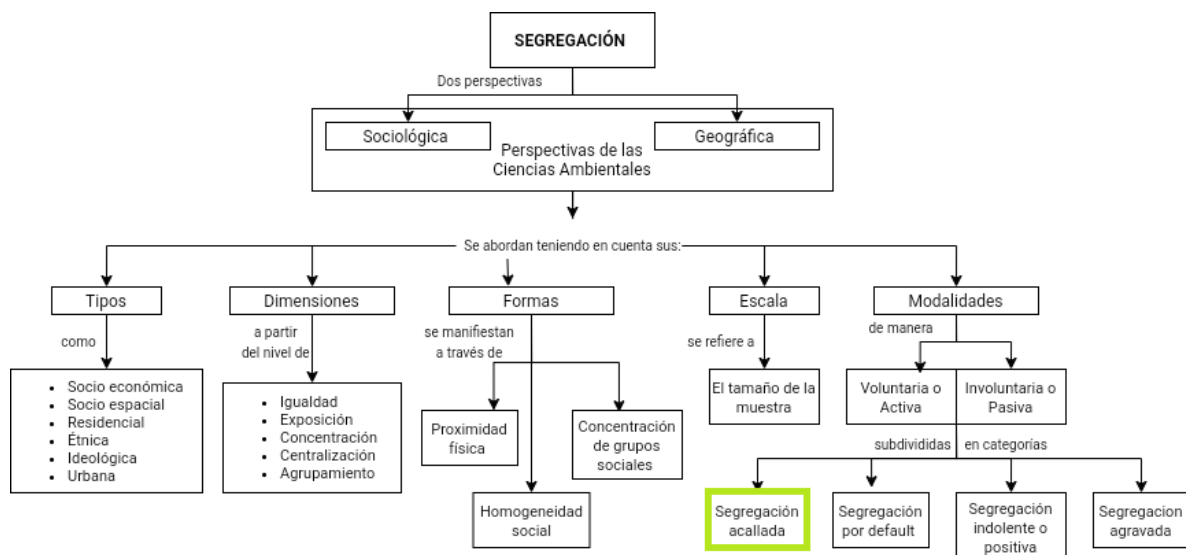 SEGREGACIÓN
Dos perspectivas
Sociológica
Geográfica
Perspectivas de las
Ciencias Ambientales
Se abordan teniendo en cuenta sus:
Tipos
Dimensiones
Formas
Escala
Modalidades
como
a partir
del nivel de
se manifiestan
a través de
se refiere a
de manera
Socio económica
Socio espacial
Residencial
Étnica
Ideológica
Urbana
Igualdad
Exposición
Concentración
Centralización
Agrupamiento
Proximidad
física
Concentración
de grupos
sociales
Homogeneidad
social
El tamaño de la
muestra
Voluntaria o
Activa
Involuntaria o
Pasiva
subdivididas en categorías
Segregación
acallada
Segregación
por default
Segregación
indolente o
positiva
Segregacion
agravada